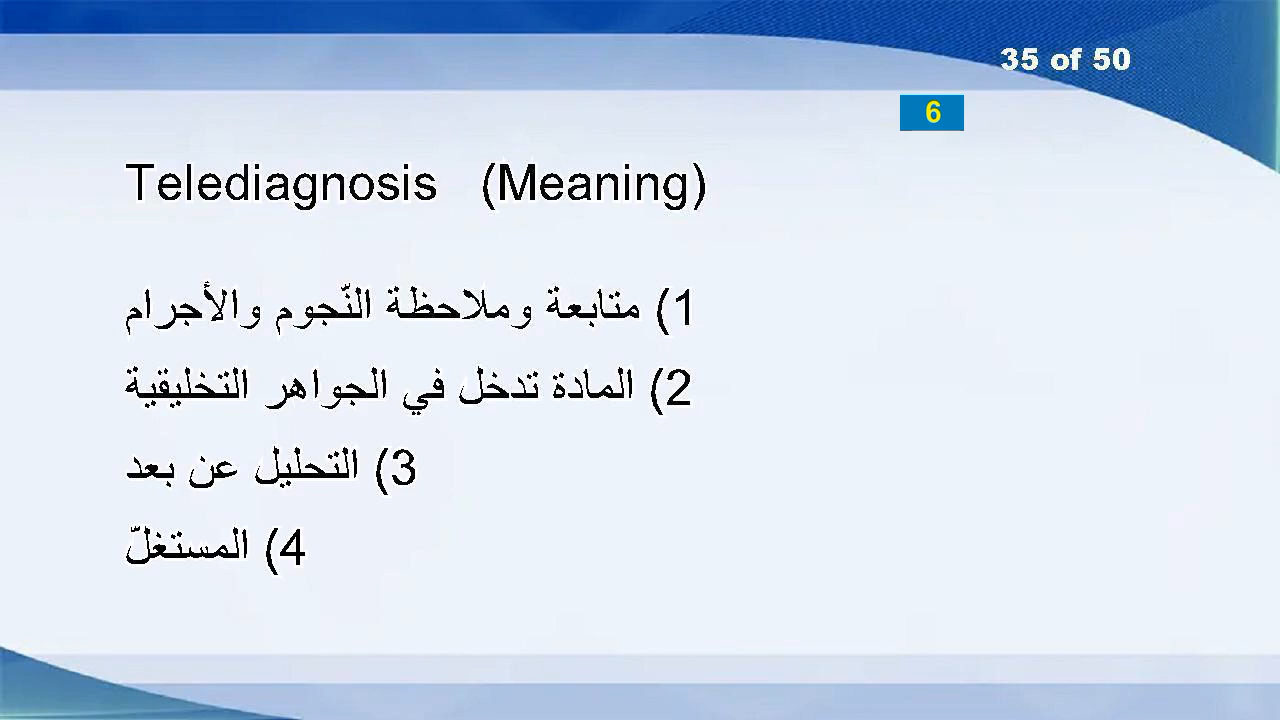 35 of 50
6
Telediagnosis (Meaning)
1) متابعة وملاحظة النّجوم والأجرام
2) المادة تدخل في الجواهر التخليقية
3) التحليل عن بعد
4) المستغلّ